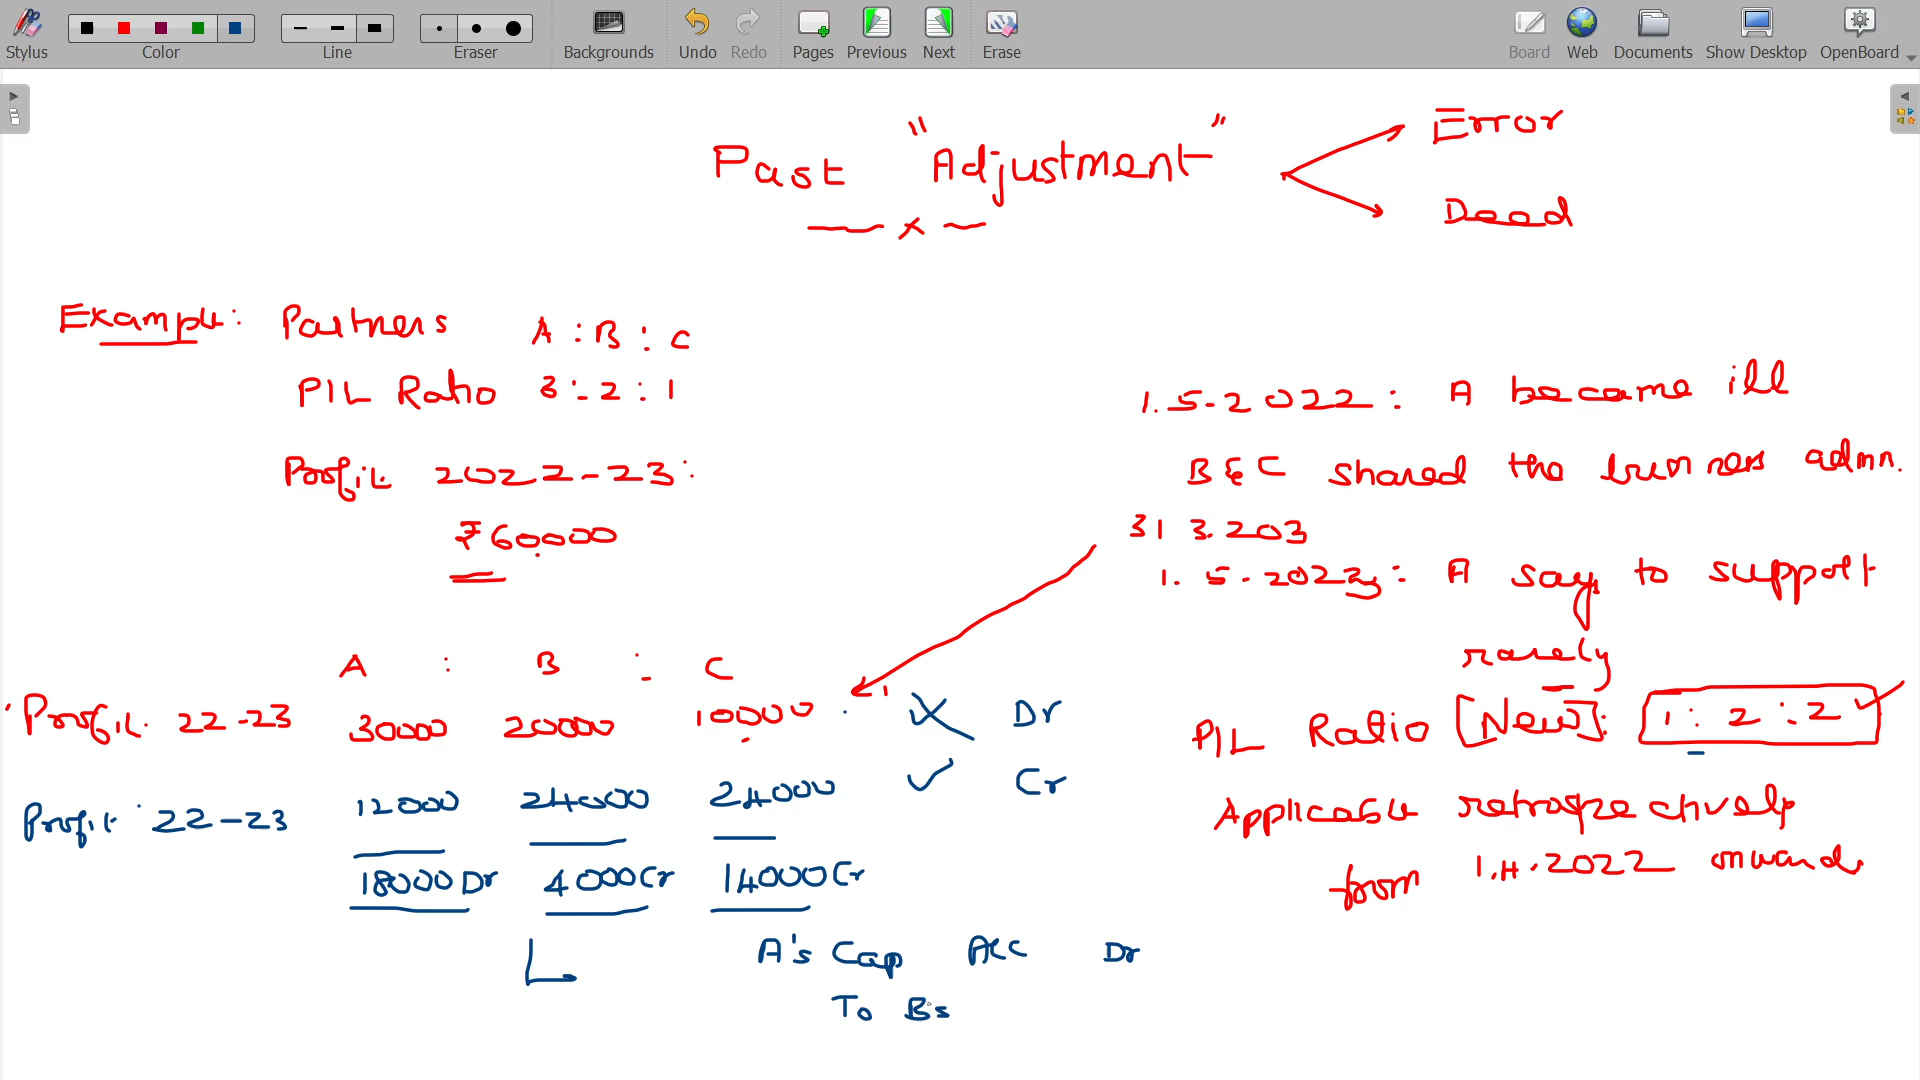 Stylus Color Line Eraser Backgrounds Undo Redo Pages Previous Next Erase Board Web Documents Show Desktop OpenBoard
Past "Adjustment"
Error
Deed
Example: Partners A : B : C
P/L Ratio 3 : 2 : 1
Profit 2022-23:
₹60000
1.5.2022: A became ill
B & C shared the business admn.
31 3.203
1.5.2023: A says to support
rarely
P/L Ratio [New]: 1 : 2 : 2
Applicable retrospectively
from 1.4.2022 onwards
A : B : C
Profit 22-23 30000 20000 10000 Dr
Profit 22-23 12000 24000 24000 Cr
18000 Dr 4000 Cr 14000 Cr
A's Cap Acc Dr
To Bs